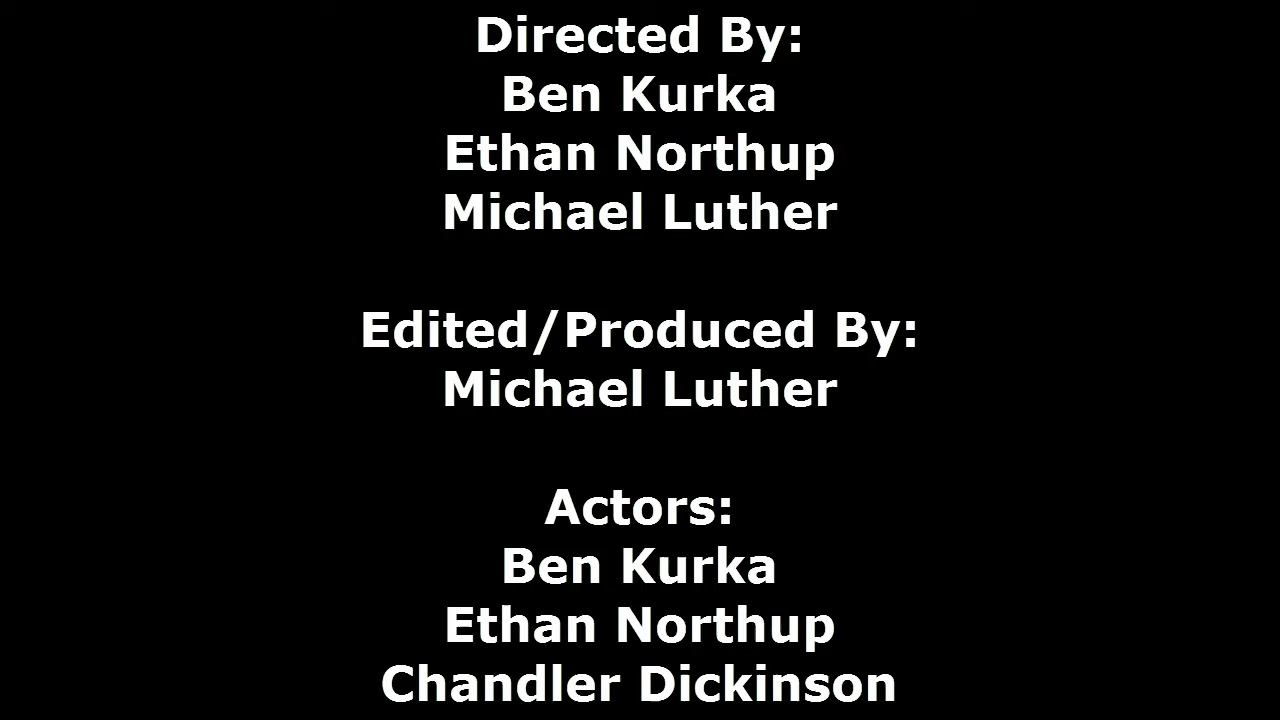 Directed By:
Ben Kurka
Ethan Northup
Michael Luther
Edited/Produced By:
Michael Luther
Actors:
Ben Kurka
Ethan Northup
Chandler Dickinson